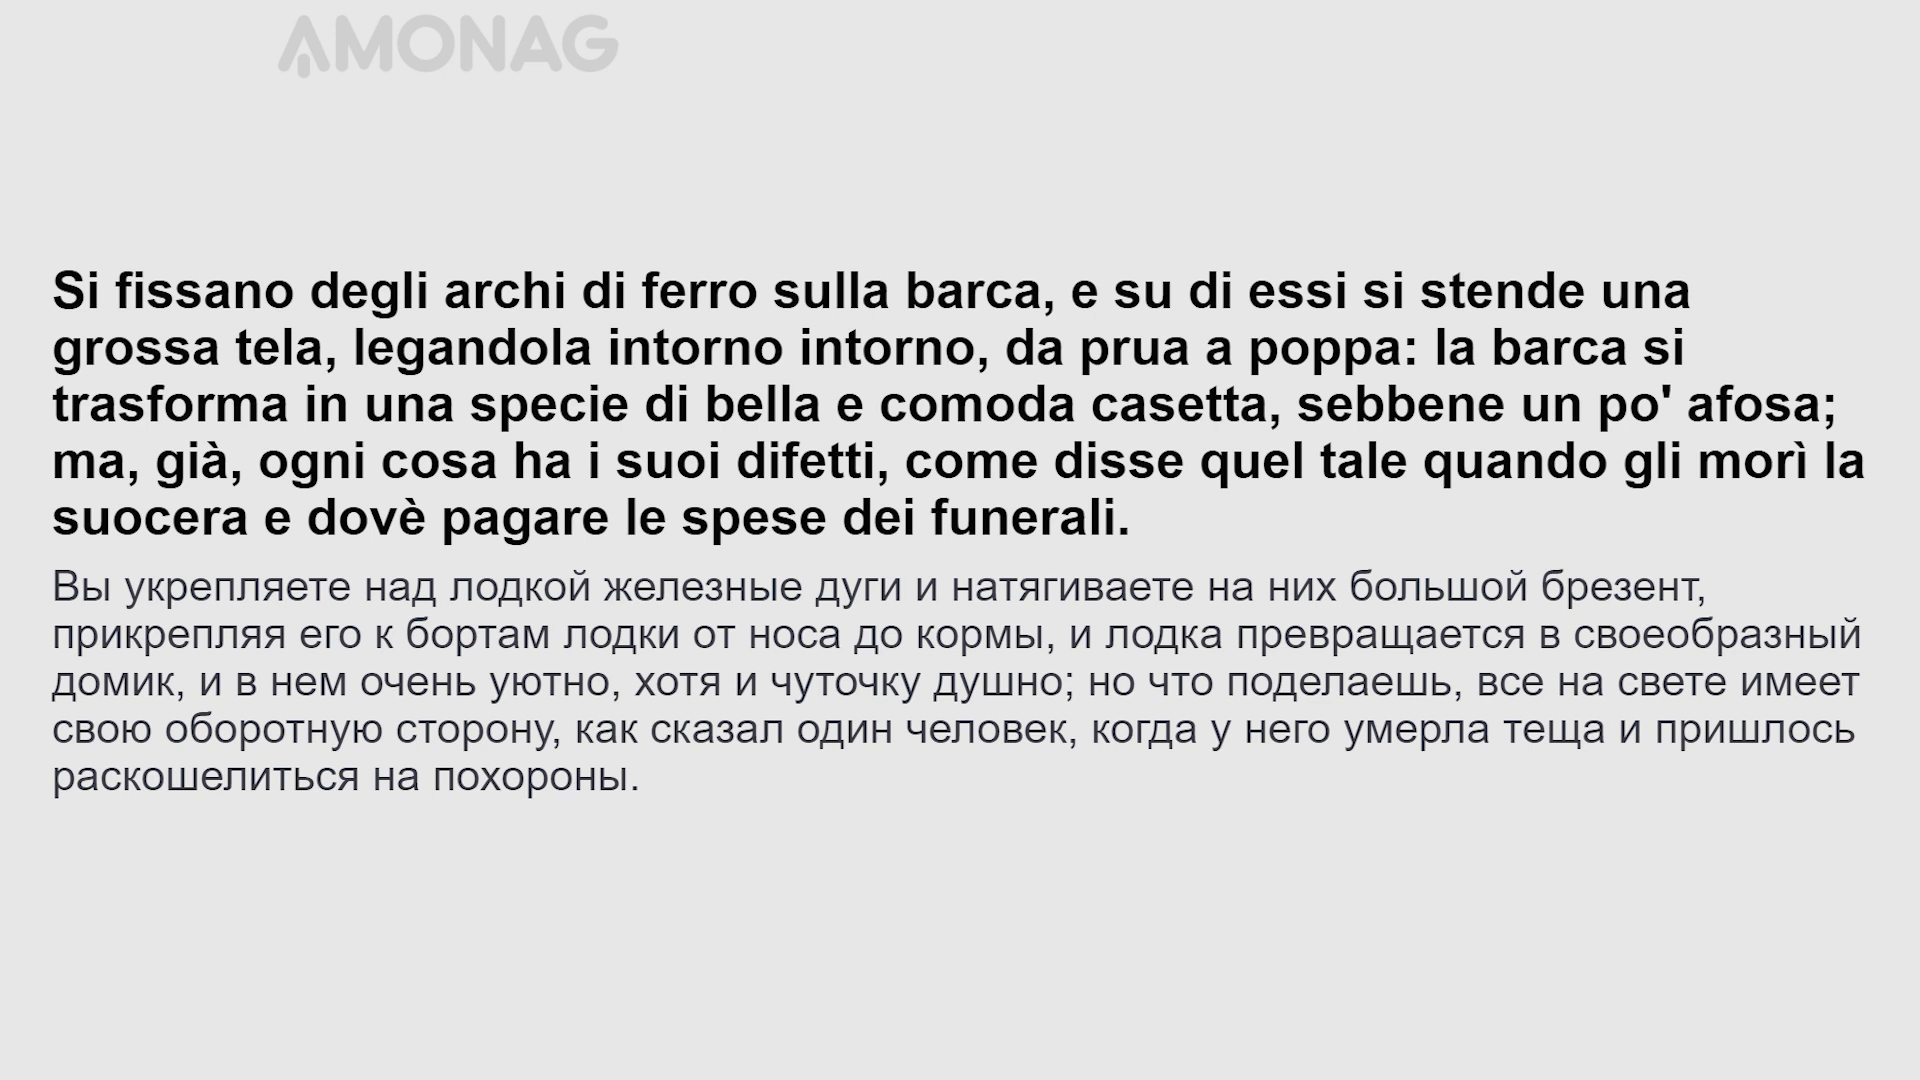 AMONAG
Si fissano degli archi di ferro sulla barca, e su di essi si stende una
grossa tela, legandola intorno intorno, da prua a poppa: la barca si
trasforma in una specie di bella e comoda casetta, sebbene un po' afosa;
ma, già, ogni cosa ha i suoi difetti, come disse quel tale quando gli morì la
suocera e dovè pagare le spese dei funerali.
Вы укрепляете над лодкой железные дуги и натягиваете на них большой брезент,
прикрепляя его к бортам лодки от носа до кормы, и лодка превращается в своеобразный
домик, и в нем очень уютно, хотя и чуточку душно; но что поделаешь, все на свете имеет
свою оборотную сторону, как сказал один человек, когда у него умерла теща и пришлось
раскошелиться на похороны.